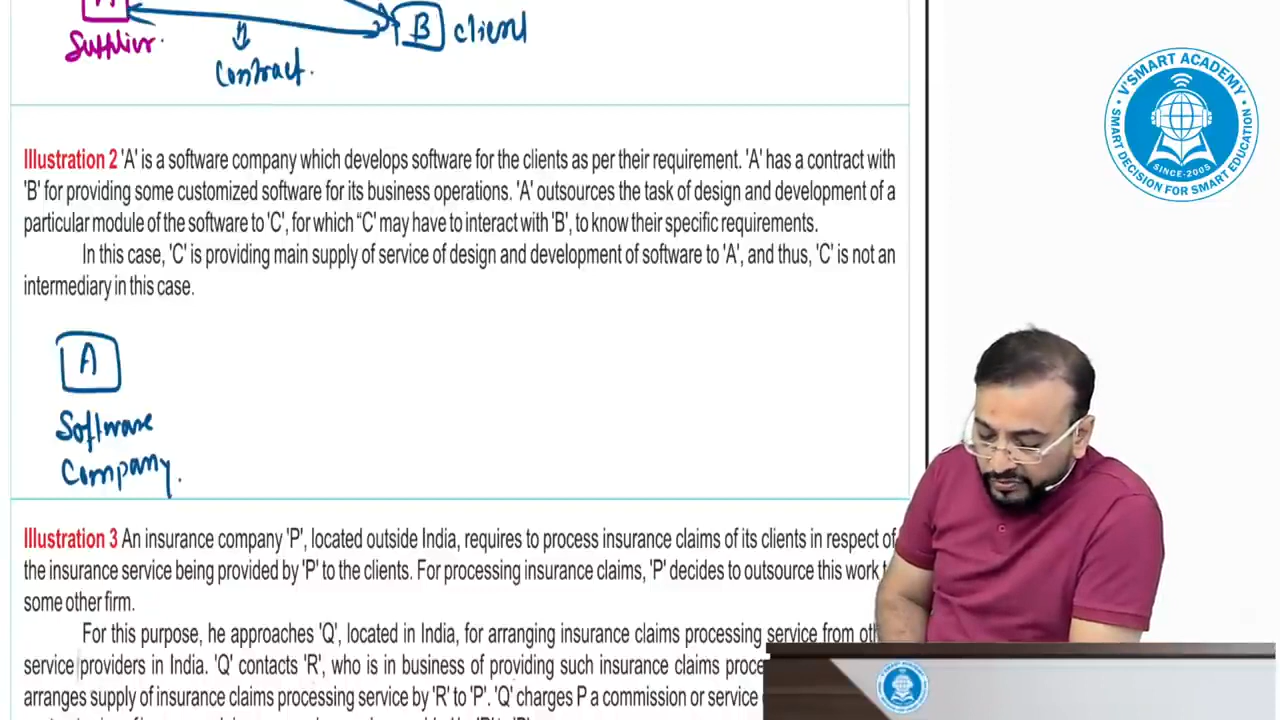 B client
Supplier.
Contract.
Illustration 2 'A' is a software company which develops software for the clients as per their requirement. 'A' has a contract with
'B' for providing some customized software for its business operations. 'A' outsources the task of design and development of a
particular module of the software to 'C', for which “C' may have to interact with 'B', to know their specific requirements.
In this case, 'C' is providing main supply of service of design and development of software to 'A', and thus, 'C' is not an
intermediary in this case.
A
Software
Company.
Illustration 3 An insurance company 'P', located outside India, requires to process insurance claims of its clients in respect of
the insurance service being provided by 'P' to the clients. For processing insurance claims, 'P' decides to outsource this work
some other firm.
For this purpose, he approaches 'Q', located in India, for arranging insurance claims processing service from
service providers in India. 'Q' contacts 'R', who is in business of providing such insurance claims
arranges supply of insurance claims processing service by 'R' to 'P'. 'Q' charges P a commission or service
V'SMART ACADEMY
SINCE-2005
SMART DECISION FOR SMART EDUCATION